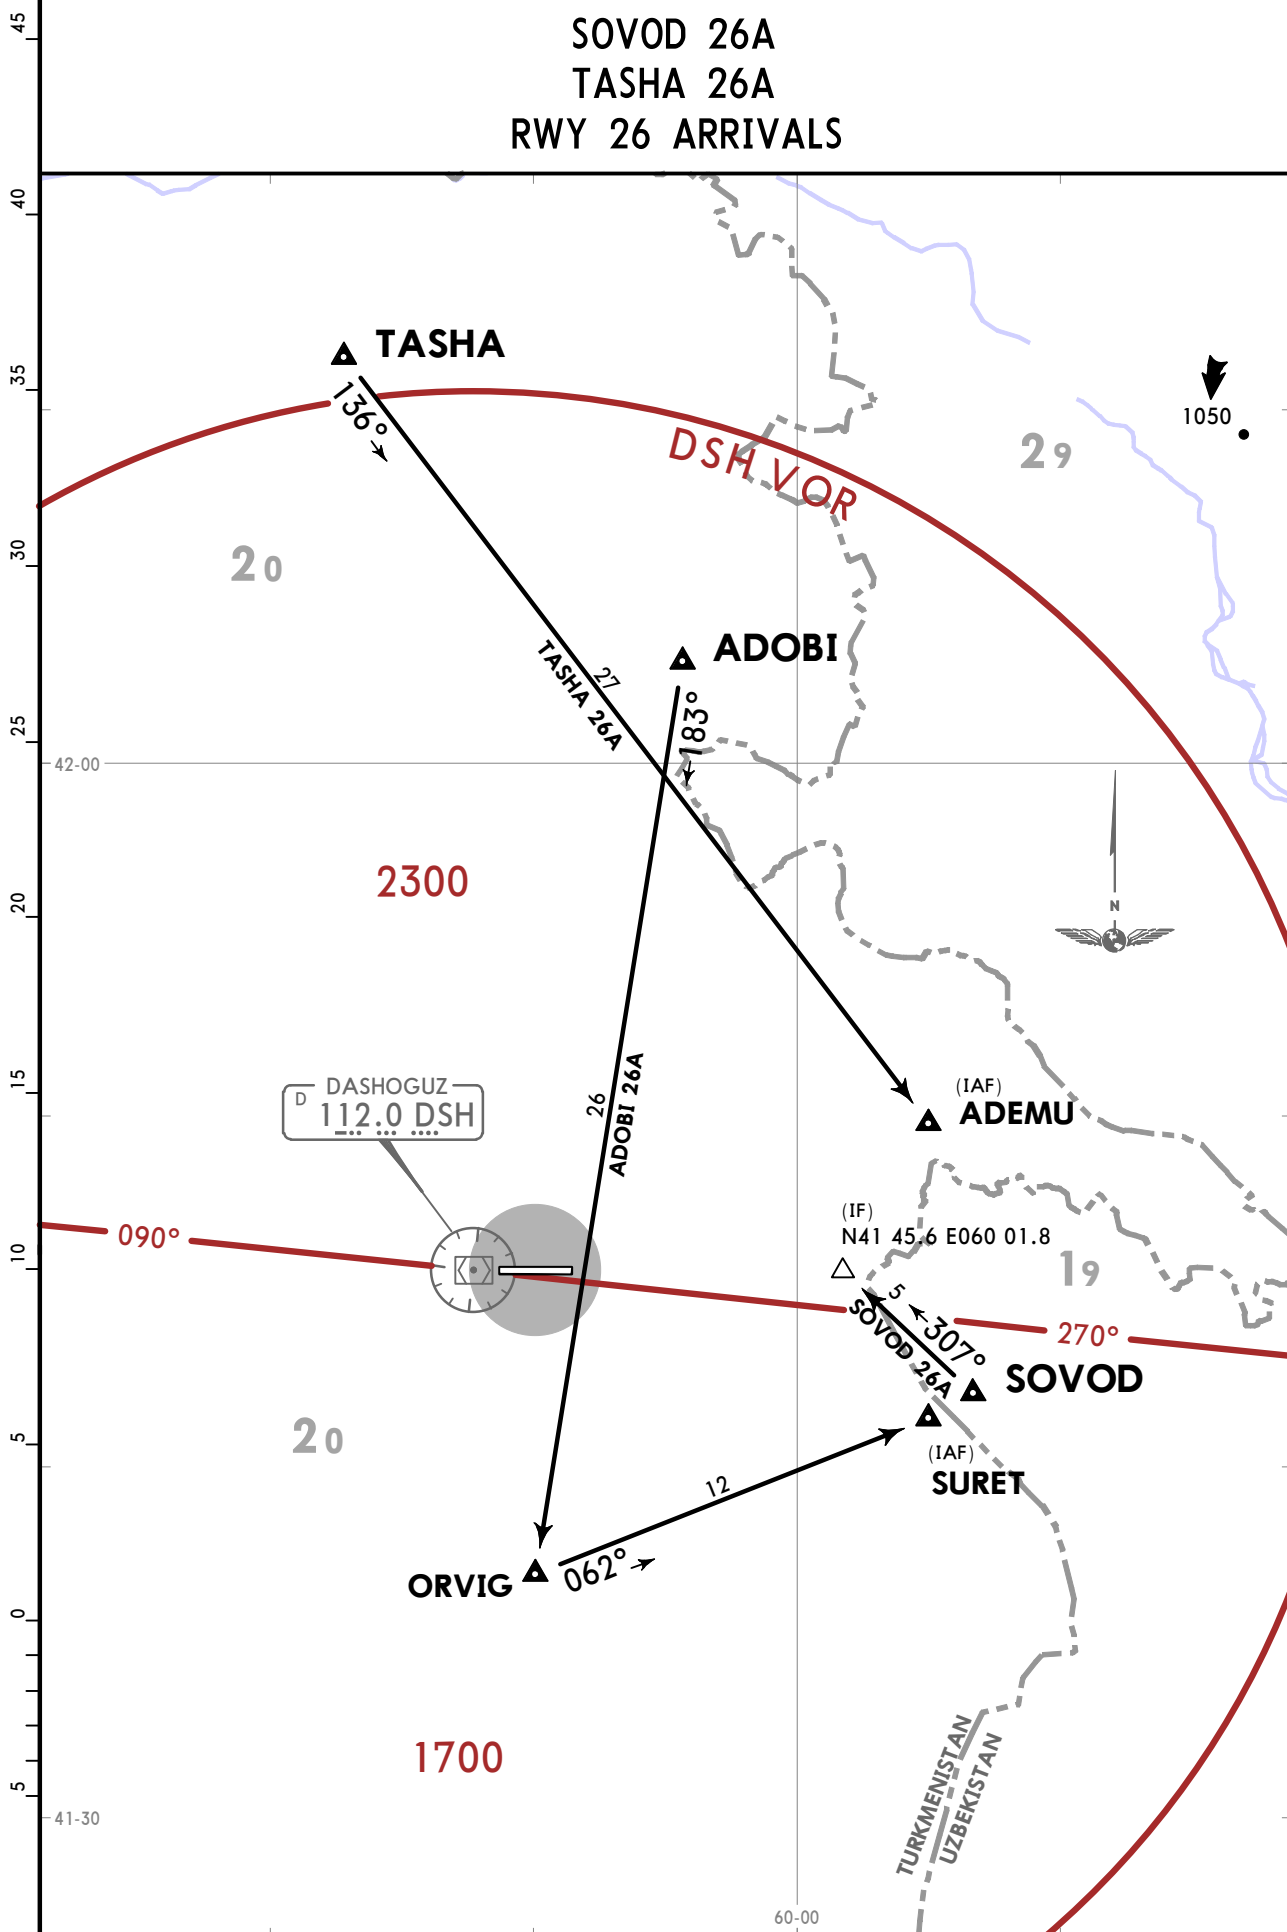 SOVOD 26A
TASHA 26A
RWY 26 ARRIVALS
45
40
35
30
25
20
15
10
5
0
5
TASHA
136°
DSH VOR
29
1050
20
ADOBI
183°
27
TASHA 26A
42-00
2300
N
26
ADOBI 26A
DASHOGUZ
D 112.0 DSH
(IAF)
ADEMU
(IF)
N41 45.6 E060 01.8
19
090°
270°
5
307°
SOVOD 26A
SOVOD
20
(IAF)
SURET
12
062°
ORVIG
1700
TURKMENISTAN
UZBEKISTAN
41-30
60-00